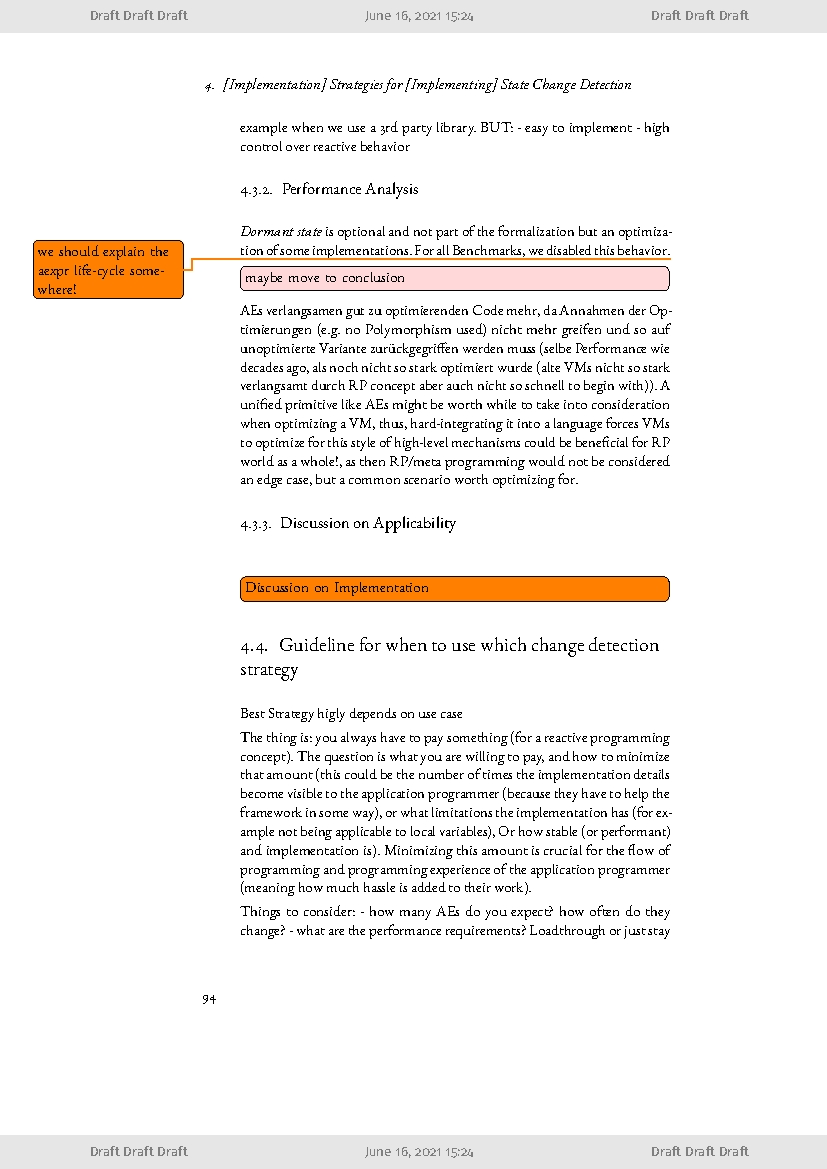 Draft Draft Draft June 16, 2021 15:24 Draft Draft Draft
4. [Implementation] Strategies for [Implementing] State Change Detection
example when we use a 3rd party library. BUT: - easy to implement - high
control over reactive behavior
4.3.2. Performance Analysis
Dormant state is optional and not part of the formalization but an optimiza-
tion of some implementations. For all Benchmarks, we disabled this behavior.
we should explain the
aexpr life-cycle some-
where!
maybe move to conclusion
AEs verlangsamen gut zu optimierenden Code mehr, da Annahmen der Op-
timierungen (e.g. no Polymorphism used) nicht mehr greifen und so auf
unoptimierte Variante zurückgegriffen werden muss (selbe Performance wie
decades ago, als noch nicht so stark optimiert wurde (alte VMs nicht so stark
verlangsamt durch RP concept aber auch nicht so schnell to begin with)). A
unified primitive like AEs might be worth while to take into consideration
when optimizing a VM, thus, hard-integrating it into a language forces VMs
to optimize for this style of high-level mechanisms could be beneficial for RP
world as a whole!, as then RP/meta programming would not be considered
an edge case, but a common scenario worth optimizing for.
4.3.3. Discussion on Applicability
Discussion on Implementation
4.4. Guideline for when to use which change detection
strategy
Best Strategy higly depends on use case
The thing is: you always have to pay something (for a reactive programming
concept). The question is what you are willing to pay, and how to minimize
that amount (this could be the number of times the implementation details
become visible to the application programmer (because they have to help the
framework in some way), or what limitations the implementation has (for ex-
ample not being applicable to local variables), Or how stable (or performant)
and implementation is). Minimizing this amount is crucial for the flow of
programming and programming experience of the application programmer
(meaning how much hassle is added to their work).
Things to consider: - how many AEs do you expect? how often do they
change? - what are the performance requirements? Loadthrough or just stay
94
Draft Draft Draft June 16, 2021 15:24 Draft Draft Draft